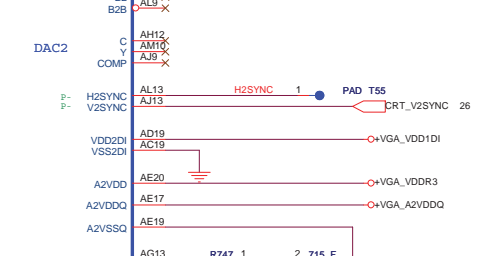 B2B AL9
DAC2
C AH12
Y AM10
COMP AJ9
P- H2SYNC AL13 H2SYNC 1 PAD T55
P- V2SYNC AJ13 CRT_V2SYNC 26
VDD2DI AD19 +VGA_VDD1DI
VSS2DI AC19
A2VDD AE20 +VGA_VDDR3
A2VDDQ AE17 +VGA_A2VDDQ
A2VSSQ AE19
AG13 R747 1 2 715_F